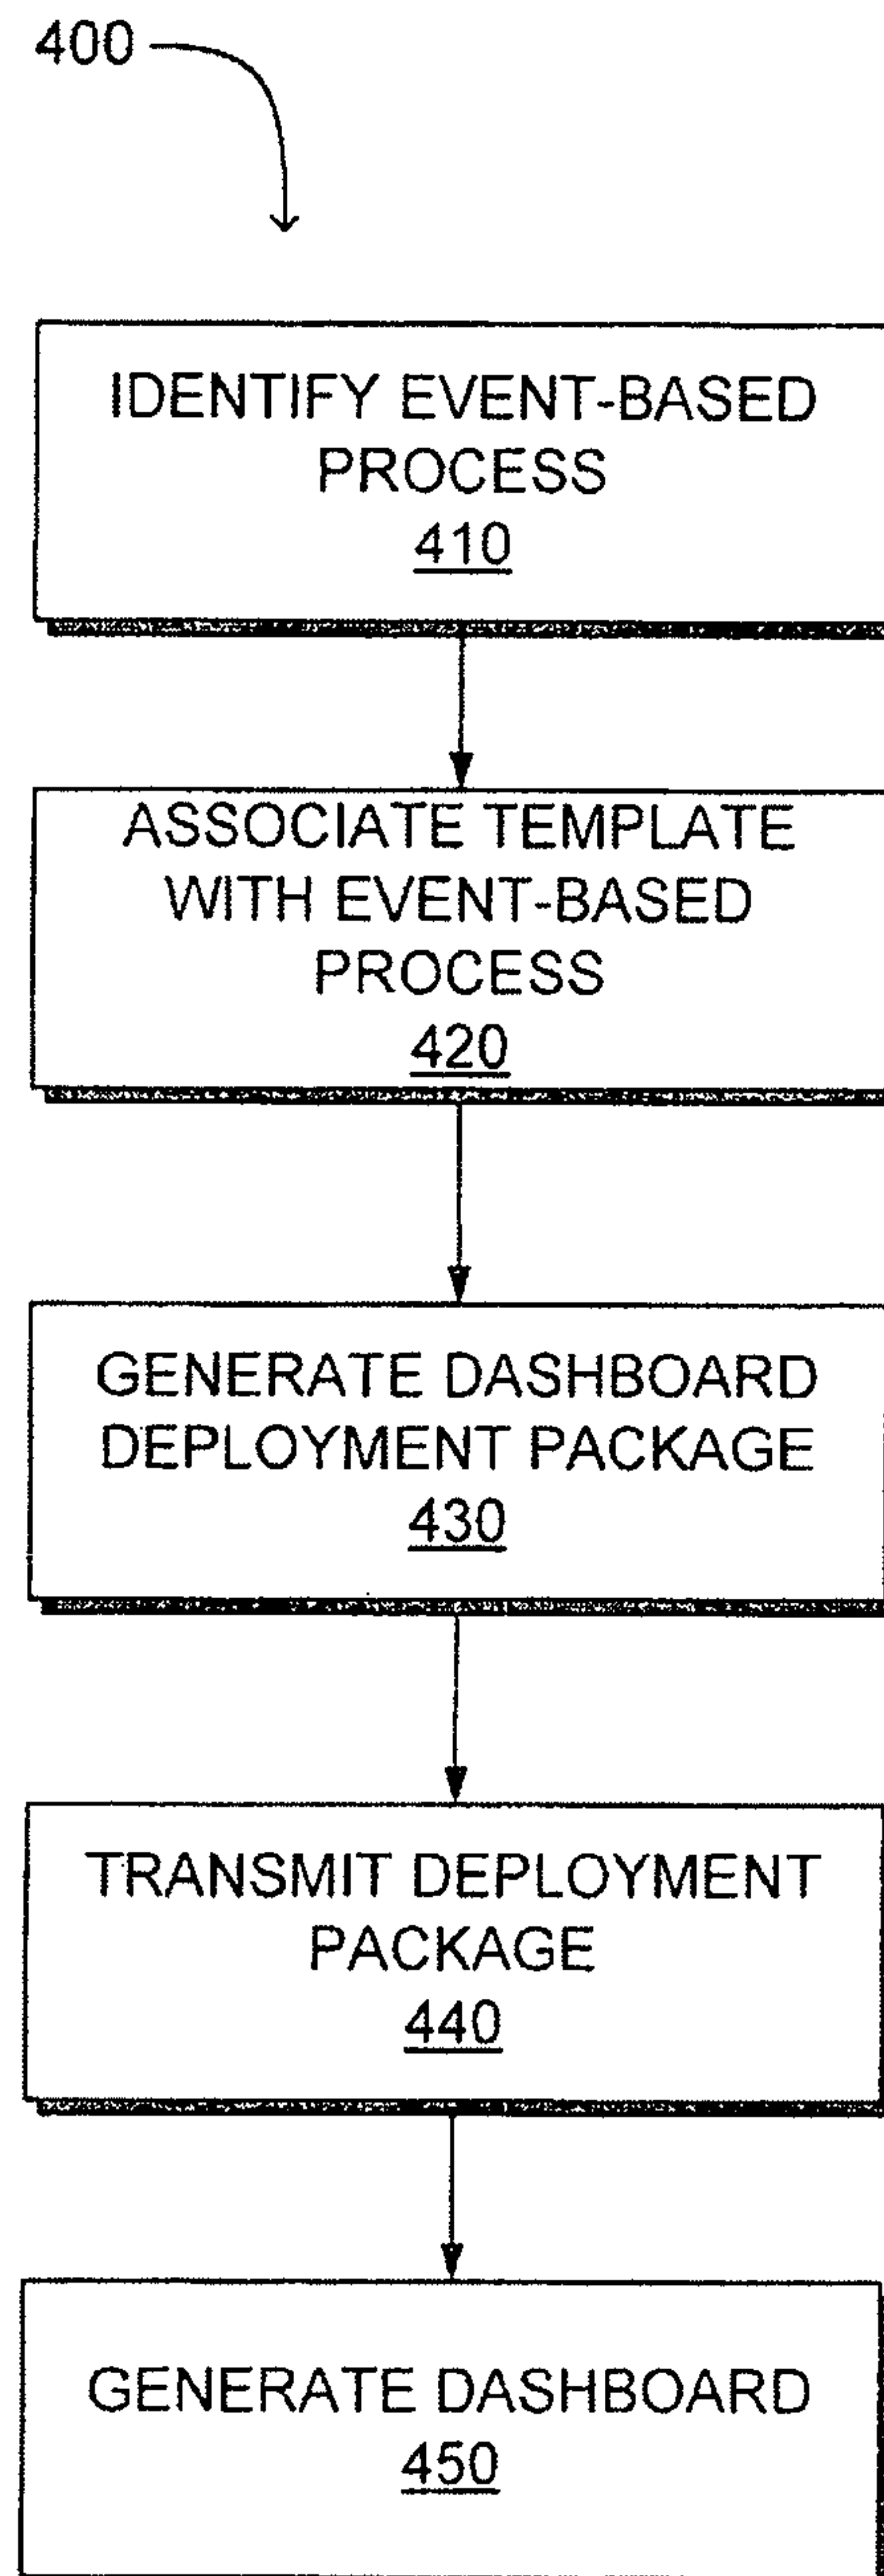 400
IDENTIFY EVENT-BASED
PROCESS
410
ASSOCIATE TEMPLATE
WITH EVENT-BASED
PROCESS
420
GENERATE DASHBOARD
DEPLOYMENT PACKAGE
430
TRANSMIT DEPLOYMENT
PACKAGE
440
GENERATE DASHBOARD
450